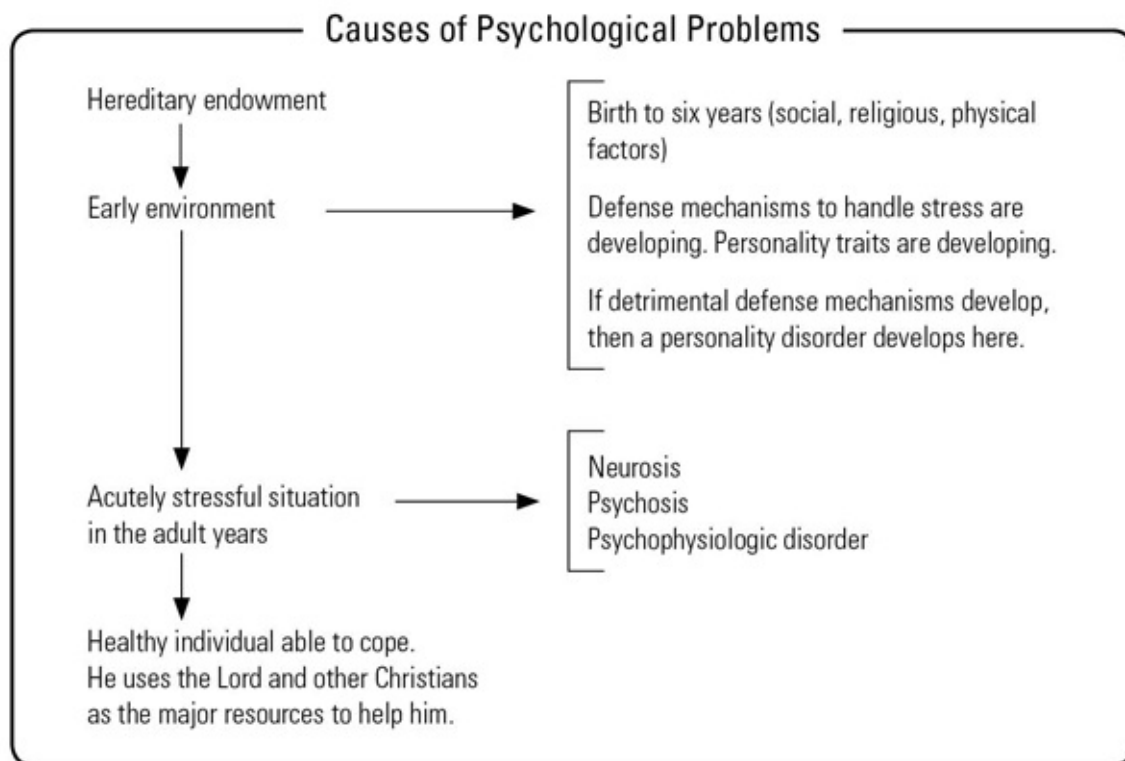 Causes of Psychological Problems
Hereditary endowment
Early environment
Birth to six years (social, religious, physical
factors)
Defense mechanisms to handle stress are
developing. Personality traits are developing.
If detrimental defense mechanisms develop,
then a personality disorder develops here.
Acutely stressful situation
in the adult years
Neurosis
Psychosis
Psychophysiologic disorder
Healthy individual able to cope.
He uses the Lord and other Christians
as the major resources to help him.